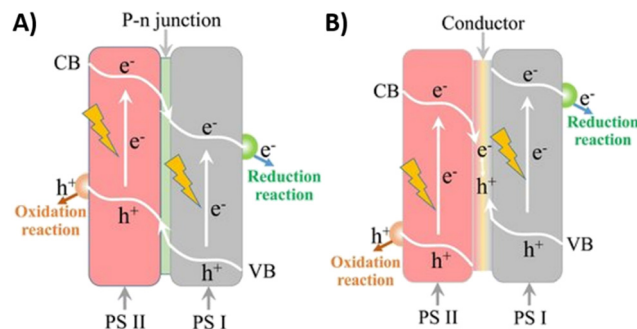 A)
P-n junction
CB
e⁻
e⁻
e⁻
e⁻
Reduction
reaction
h⁺
Oxidation
reaction
h⁺
e⁻
h⁺
VB
PS II
PS I
B)
Conductor
e⁻
CB
e⁻
e⁻
Reduction
reaction
e⁻
e⁻
e⁻
h⁺
h⁺
Oxidation
reaction
h⁺
h⁺
VB
PS II
PS I